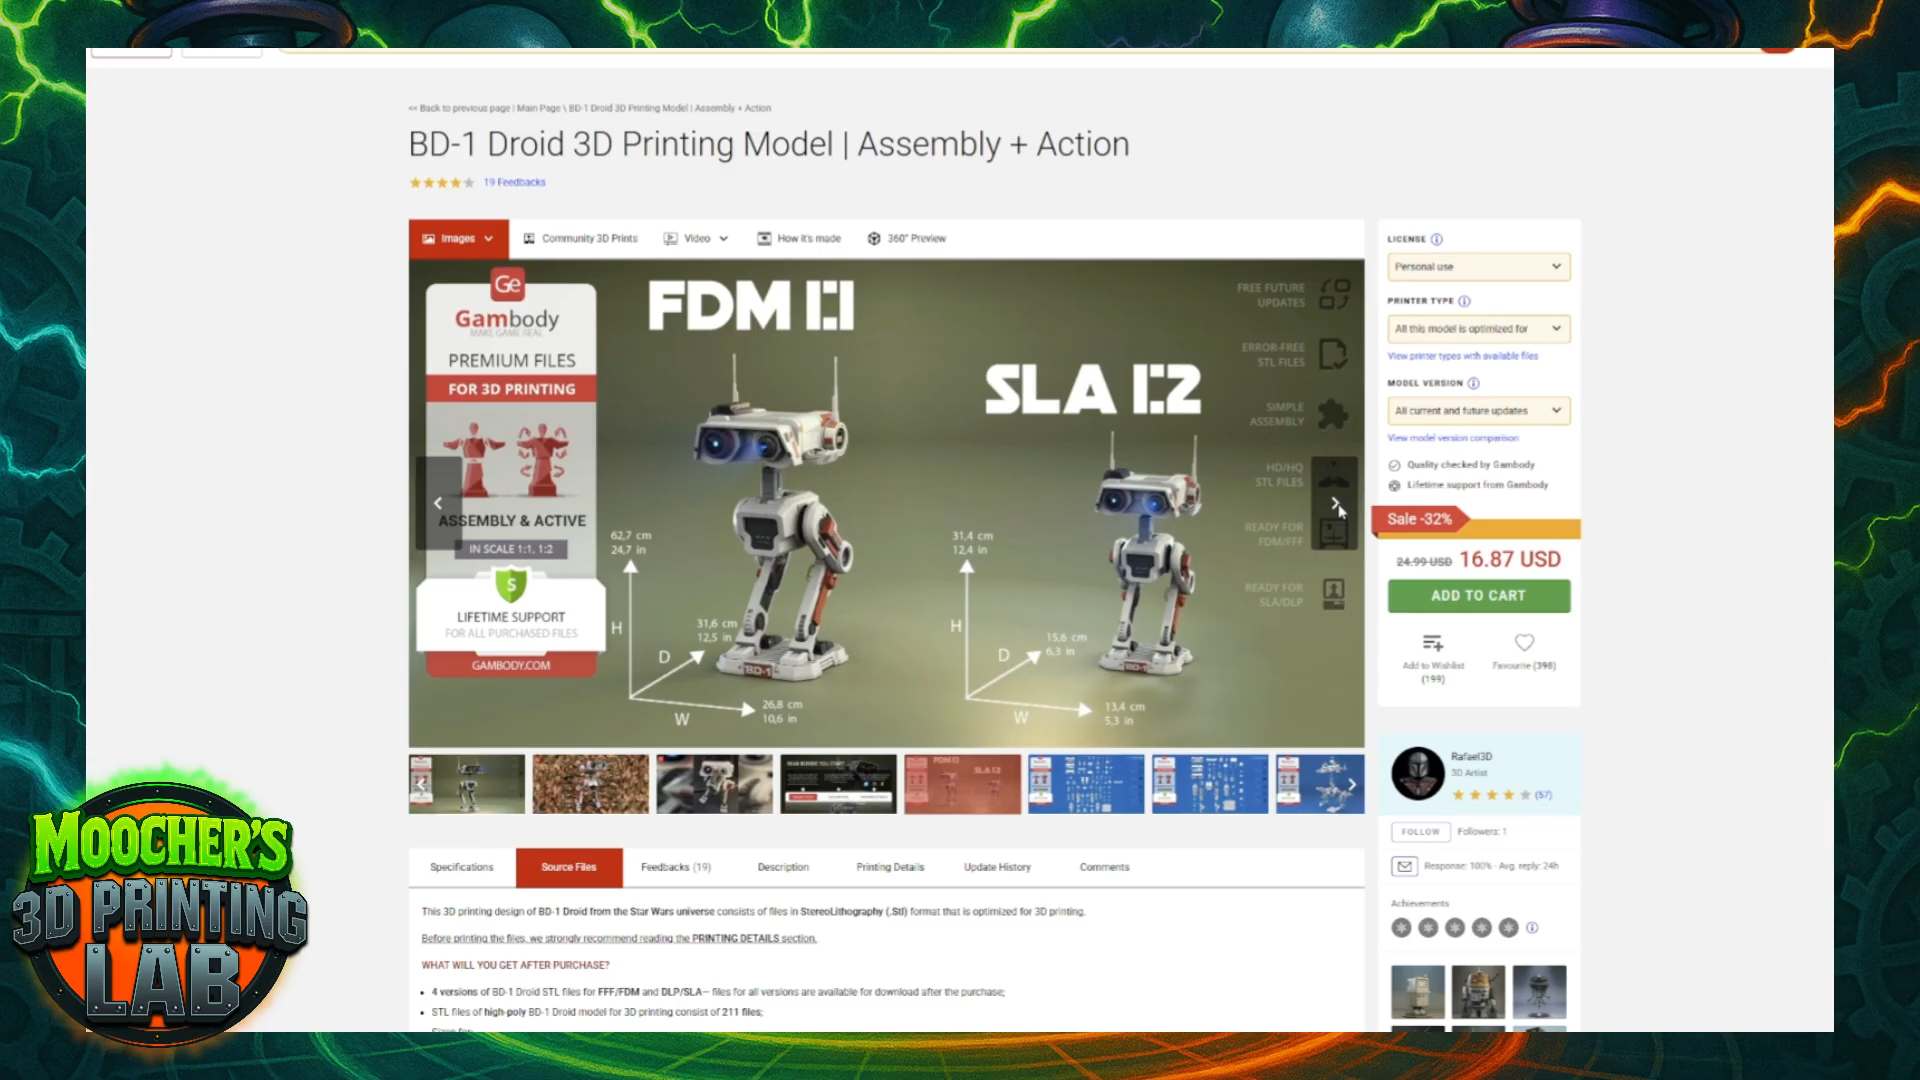 << Back to previous page | Main Page \ BD-1 Droid 3D Printing Model | Assembly + Action
BD-1 Droid 3D Printing Model | Assembly + Action
19 Feedbacks
Images
Community 3D Prints
Video
How it's made
360° Preview
Ge
Gambody
MAKE GAME REAL
PREMIUM FILES
FOR 3D PRINTING
ASSEMBLY & ACTIVE
IN SCALE 1:1, 1:2
S
LIFETIME SUPPORT
FOR ALL PURCHASED FILES
GAMBODY.COM
FDM 1:1
62,7 cm
24,7 in
H
31,6 cm
12,5 in
D
W
26,8 cm
10,6 in
BD-1
SLA 1:2
31,4 cm
12,4 in
H
15,6 cm
6,3 in
D
W
13,4 cm
5,3 in
BD-1
FREE FUTURE
UPDATES
ERROR-FREE
STL FILES
SIMPLE
ASSEMBLY
HD/HQ
STL FILES
READY FOR
FDM/FFF
READY FOR
SLA/DLP
READ BEFORE YOU START
FDM 1:1
SLA 1:2
LICENSE
Personal use
PRINTER TYPE
All this model is optimized for
View printer types with available files
MODEL VERSION
All current and future updates
View model version comparison
Quality checked by Gambody
Lifetime support from Gambody
Sale -32%
24.99 USD 16.87 USD
ADD TO CART
Add to Wishlist
(199)
Favourite (398)
Rafael3D
3D Artist
(57)
FOLLOW
Followers: 1
Response: 100% - Avg. reply: 24h
Achievements
Specifications
Source Files
Feedbacks (19)
Description
Printing Details
Update History
Comments
This 3D printing design of BD-1 Droid from the Star Wars universe consists of files in StereoLithography (.Stl) format that is optimized for 3D printing.
Before printing the files, we strongly recommend reading the PRINTING DETAILS section.
WHAT WILL YOU GET AFTER PURCHASE?
• 4 versions of BD-1 Droid STL files for FFF/FDM and DLP/SLA— files for all versions are available for download after the purchase;
• STL files of high-poly BD-1 Droid model for 3D printing consist of 211 files;
MOOCHER'S
3D PRINTING
LAB